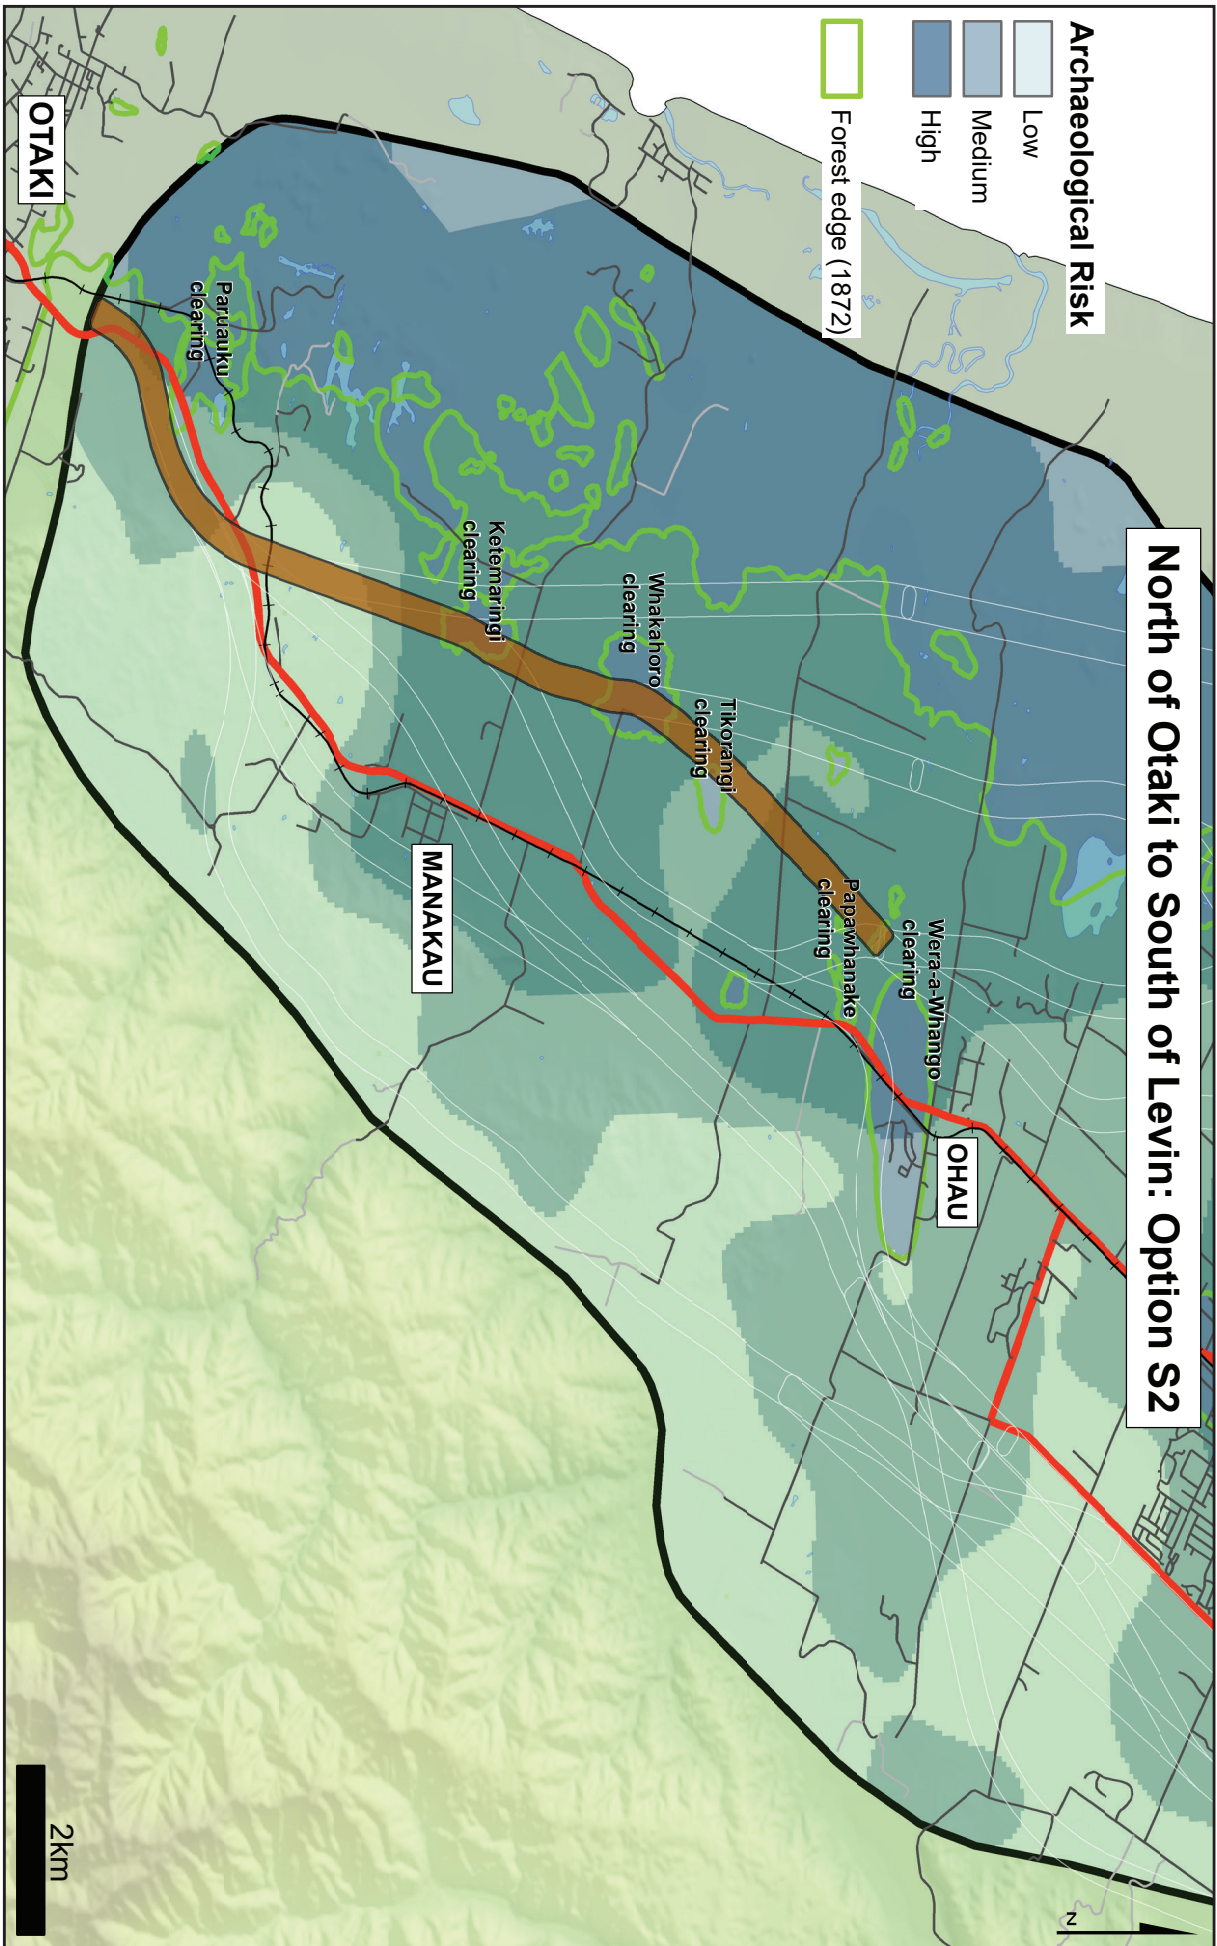 North of Otaki to South of Levin: Option S2
Archaeological Risk
Low
Medium
High
Forest edge (1872)
OTAKI
Paruauku
clearing
Ketemaringi
clearing
Whakahoro
clearing
Tikorangi
clearing
Papawhanake
clearing
Wera-a-Whango
clearing
MANAKAU
OHAU
N
2km